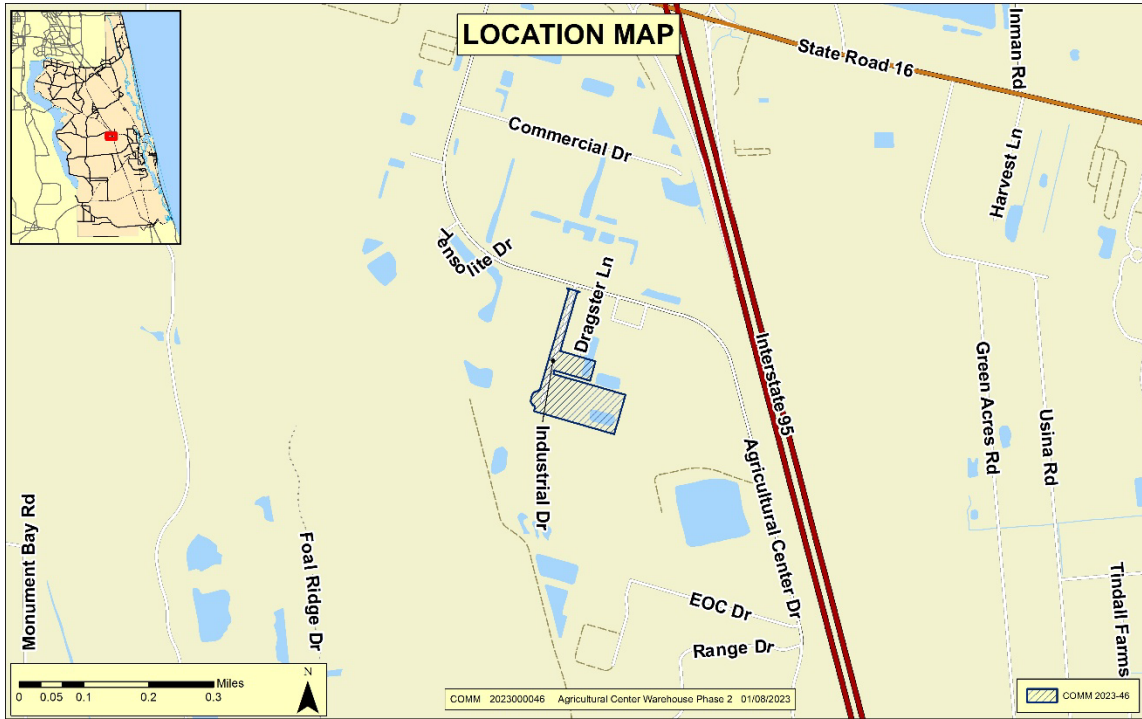 LOCATION MAP
State Road 16
Inman Rd
Harvest Ln
Commercial Dr
Tensolite Dr
Dragster Ln
Interstate 95
Green Acres Rd
Usina Rd
Industrial Dr
Agricultural Center Dr
Monument Bay Rd
Foal Ridge Dr
EOC Dr
Range Dr
Tindall Farms
N
Miles
0 0.05 0.1 0.2 0.3
COMM 2023000046 Agricultural Center Warehouse Phase 2 01/08/2023
COMM 2023-46